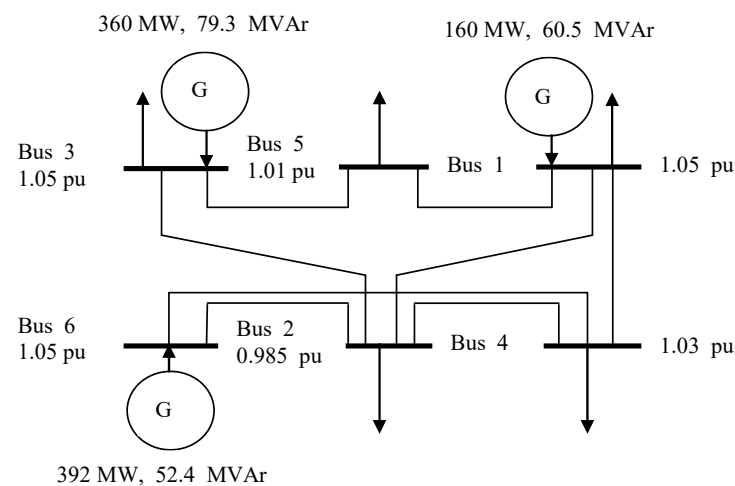 360 MW, 79.3 MVAr
160 MW, 60.5 MVAr
G
G
Bus 3
1.05 pu
Bus 5
1.01 pu
Bus 1
1.05 pu
Bus 6
1.05 pu
Bus 2
0.985 pu
Bus 4
1.03 pu
G
392 MW, 52.4 MVAr